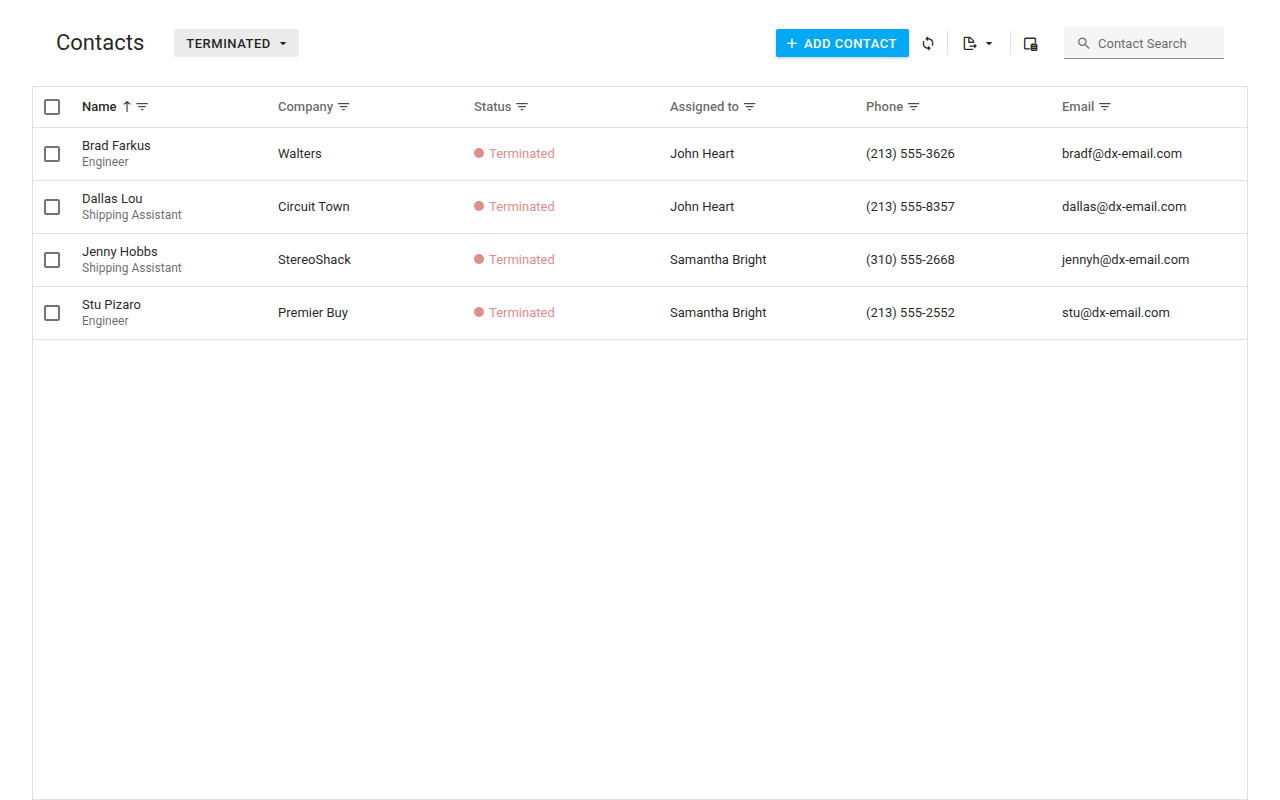 Contacts
TERMINATED
ADD CONTACT
Contact Search
Name
Company
Status
Assigned to
Phone
Email
Brad Farkus
Engineer
Walters
Terminated
John Heart
(213) 555-3626
bradf@dx-email.com
Dallas Lou
Shipping Assistant
Circuit Town
Terminated
John Heart
(213) 555-8357
dallas@dx-email.com
Jenny Hobbs
Shipping Assistant
StereoShack
Terminated
Samantha Bright
(310) 555-2668
jennyh@dx-email.com
Stu Pizaro
Engineer
Premier Buy
Terminated
Samantha Bright
(213) 555-2552
stu@dx-email.com